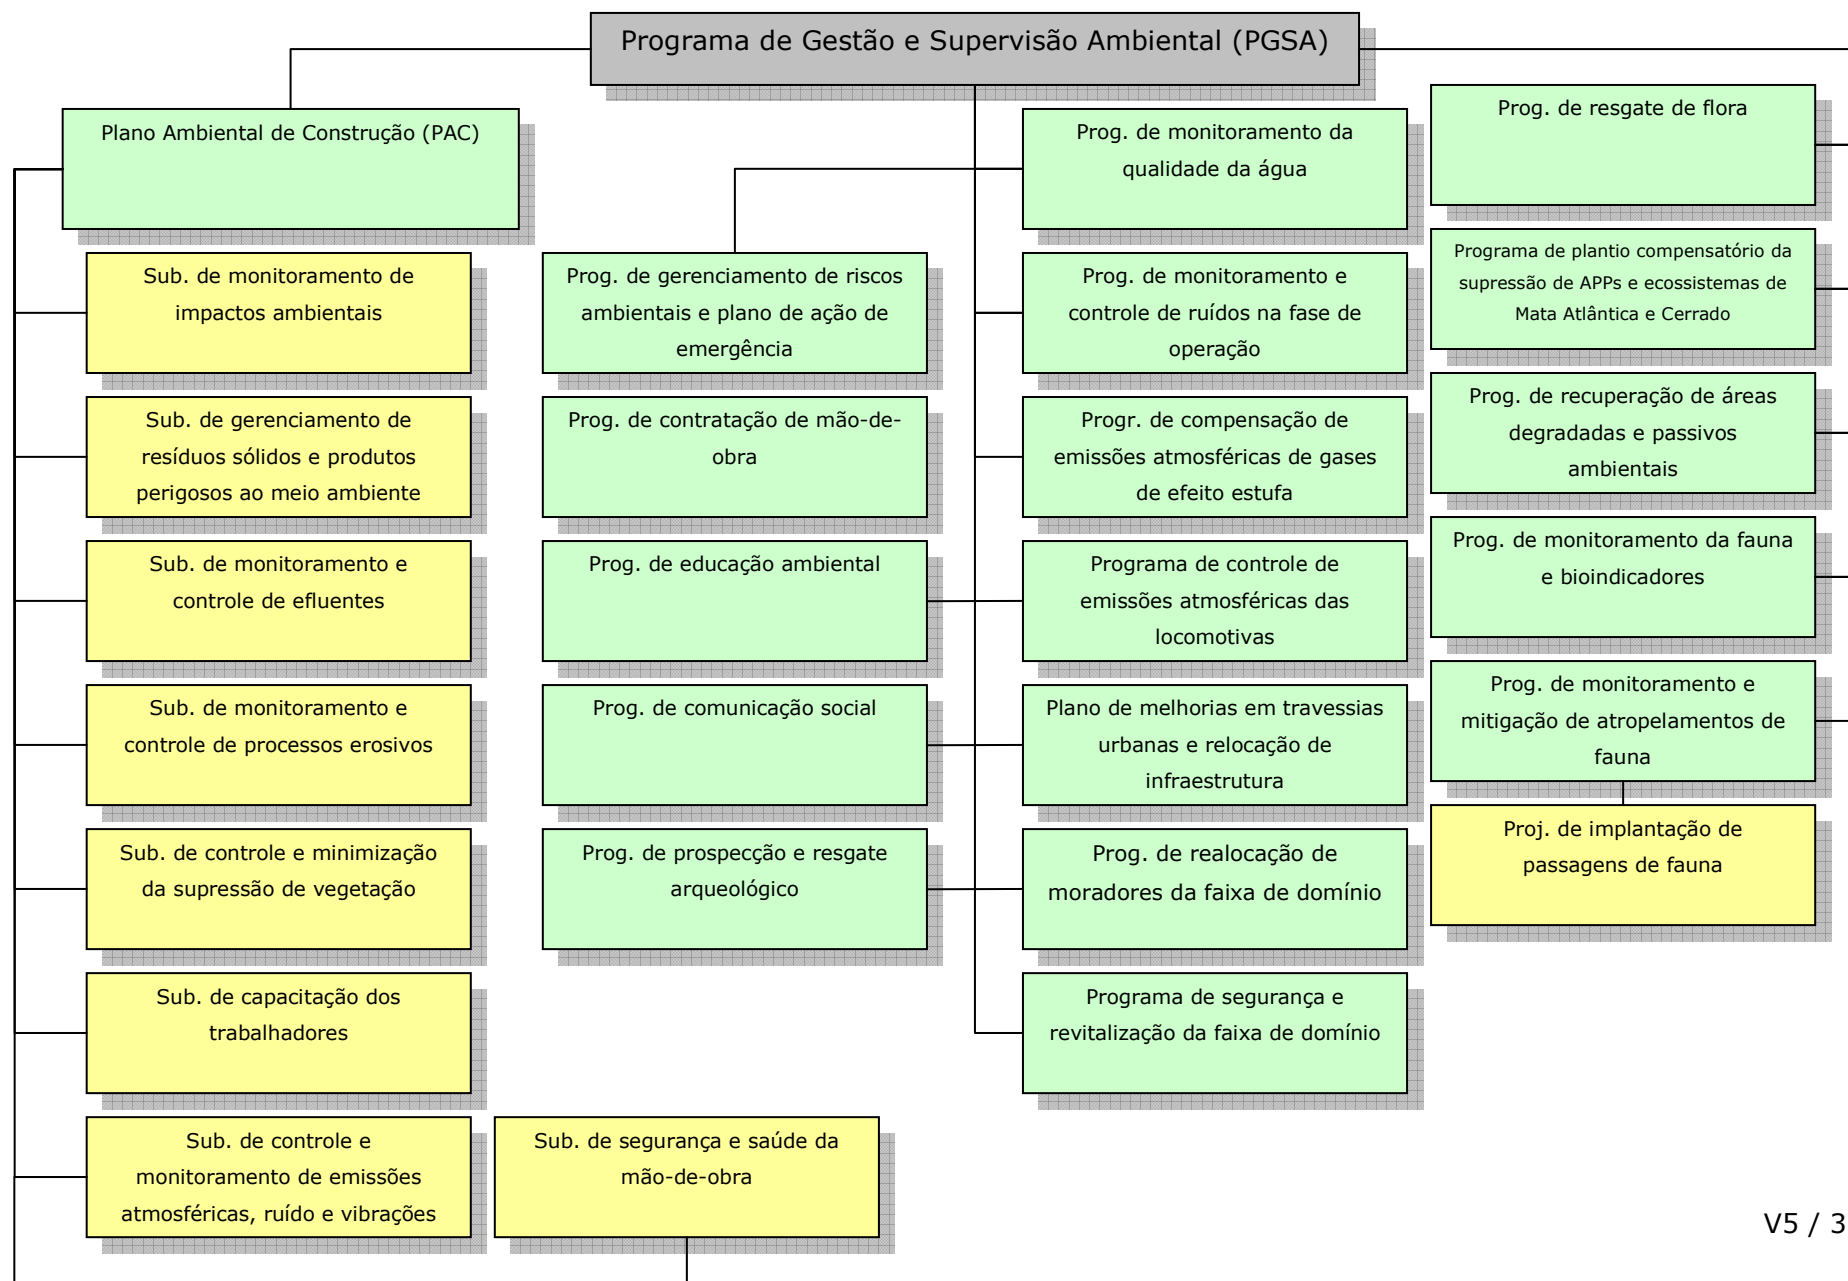 Programa de Gestão e Supervisão Ambiental (PGSA)
Plano Ambiental de Construção (PAC)
Sub. de monitoramento de
impactos ambientais
Sub. de gerenciamento de
resíduos sólidos e produtos
perigosos ao meio ambiente
Sub. de monitoramento e
controle de efluentes
Sub. de monitoramento e
controle de processos erosivos
Sub. de controle e minimização
da supressão de vegetação
Sub. de capacitação dos
trabalhadores
Sub. de controle e
monitoramento de emissões
atmosféricas, ruído e vibrações
Sub. de segurança e saúde da
mão-de-obra
Prog. de gerenciamento de riscos
ambientais e plano de ação de
emergência
Prog. de contratação de mão-de-
obra
Prog. de educação ambiental
Prog. de comunicação social
Prog. de prospecção e resgate
arqueológico
Prog. de monitoramento da
qualidade da água
Prog. de monitoramento e
controle de ruídos na fase de
operação
Progr. de compensação de
emissões atmosféricas de gases
de efeito estufa
Programa de controle de
emissões atmosféricas das
locomotivas
Plano de melhorias em travessias
urbanas e relocação de
infraestrutura
Prog. de realocação de
moradores da faixa de domínio
Programa de segurança e
revitalização da faixa de domínio
Prog. de resgate de flora
Programa de plantio compensatório da
supressão de APPs e ecossistemas de
Mata Atlântica e Cerrado
Prog. de recuperação de áreas
degradadas e passivos
ambientais
Prog. de monitoramento da fauna
e bioindicadores
Prog. de monitoramento e
mitigação de atropelamentos de
fauna
Proj. de implantação de
passagens de fauna
V5 / 3